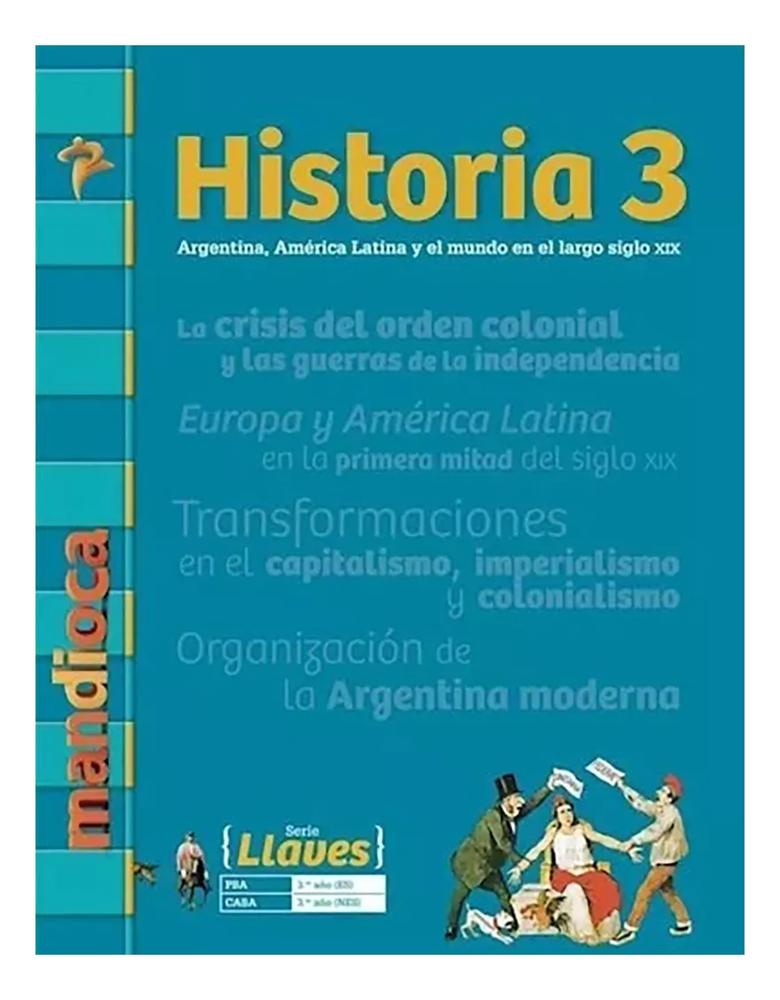 Historia 3
Argentina, América Latina y el mundo en el largo siglo XIX
La crisis del orden colonial
y las guerras de la independencia
Europa y América Latina
en la primera mitad del siglo XIX
Transformaciones
en el capitalismo, imperialismo
y colonialismo
Organización de
la Argentina moderna
mandioca
Serie
{Llaves}
PBA 3.er año (ES)
CABA 3.er año (NES)